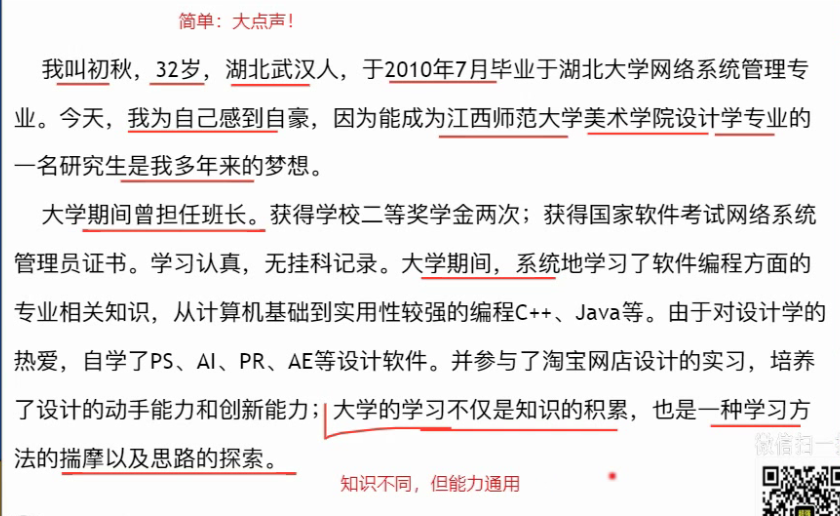 简单：大点声！
我叫初秋，32岁，湖北武汉人，于2010年7月毕业于湖北大学网络系统管理专
业。今天，我为自己感到自豪，因为能成为江西师范大学美术学院设计学专业的
一名研究生是我多年来的梦想。
大学期间曾担任班长。获得学校二等奖学金两次；获得国家软件考试网络系统
管理员证书。学习认真，无挂科记录。大学期间，系统地学习了软件编程方面的
专业相关知识，从计算机基础到实用性较强的编程C++、Java等。由于对设计学的
热爱，自学了PS、AI、PR、AE等设计软件。并参与了淘宝网店设计的实习，培养
了设计的动手能力和创新能力；大学的学习不仅是知识的积累，也是一种学习方
法的揣摩以及思路的探索。
微信扫一
知识不同，但能力通用